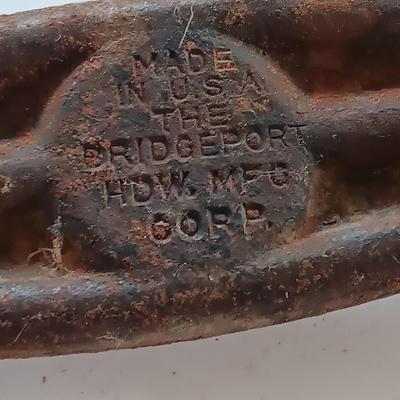 MADE
IN U.S.A
THE
BRIDGEPORT
HDW. MFG
CORP.